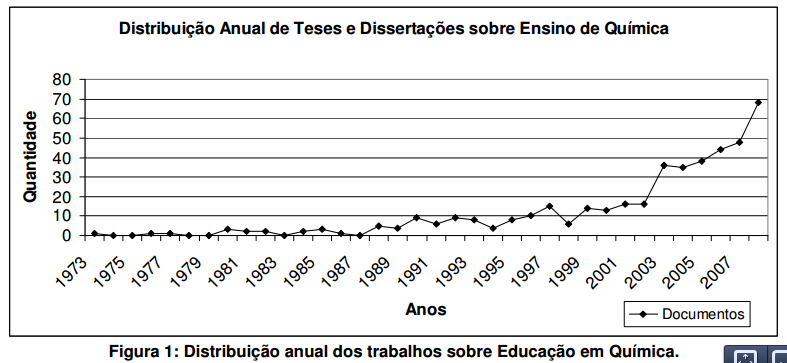 Distribuição Anual de Teses e Dissertações sobre Ensino de Química
80
70
60
50
40
30
20
10
0
Quantidade
1973 1975 1977 1979 1981 1983 1985 1987 1989 1991 1993 1995 1997 1999 2001 2003 2005 2007
Anos
Documentos
Figura 1: Distribuição anual dos trabalhos sobre Educação em Química.